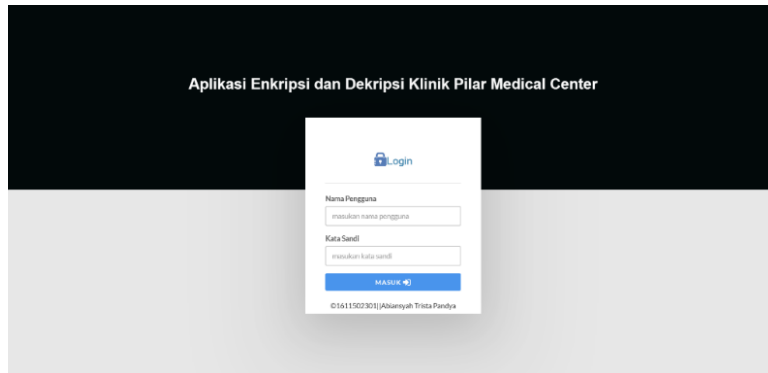 Aplikasi Enkripsi dan Dekripsi Klinik Pilar Medical Center
Login
Nama Pengguna
masukan nama pengguna
Kata Sandi
masukan kata sandi
MASUK
©1611502301||Abiansyah Trista Pandya